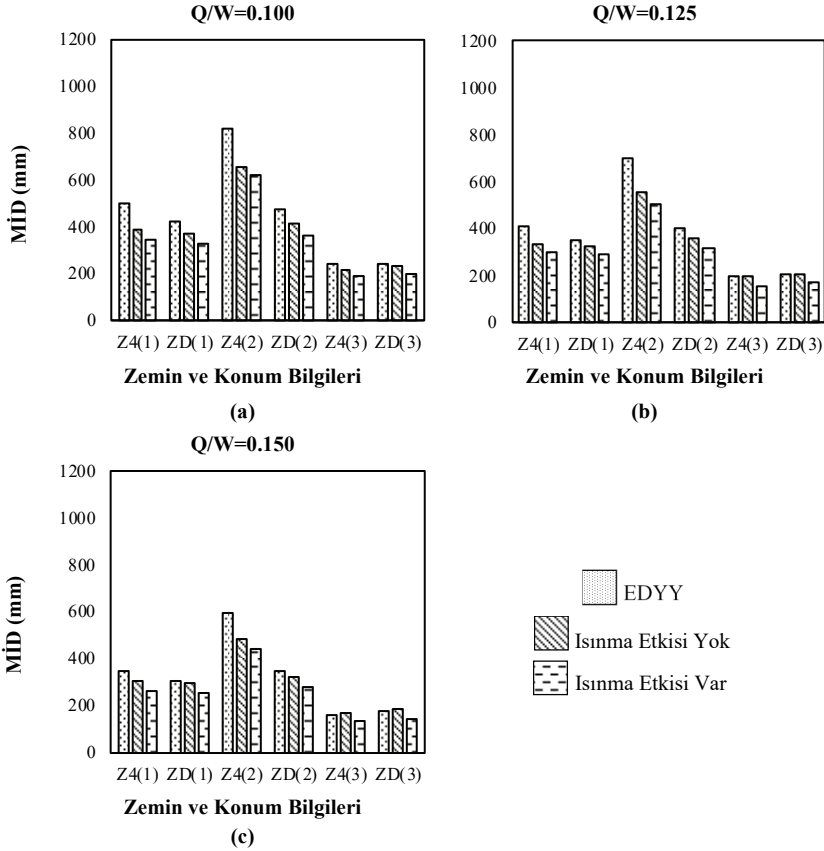 Q/W=0.100
1200
1000
800
600
400
200
0
MİD (mm)
Z4(1) ZD(1) Z4(2) ZD(2) Z4(3) ZD(3)
Zemin ve Konum Bilgileri
(a)
Q/W=0.125
1200
1000
800
600
400
200
0
Z4(1) ZD(1) Z4(2) ZD(2) Z4(3) ZD(3)
Zemin ve Konum Bilgileri
(b)
Q/W=0.150
1200
1000
800
600
400
200
0
MİD (mm)
Z4(1) ZD(1) Z4(2) ZD(2) Z4(3) ZD(3)
Zemin ve Konum Bilgileri
(c)
EDYY
Isınma Etkisi Yok
Isınma Etkisi Var